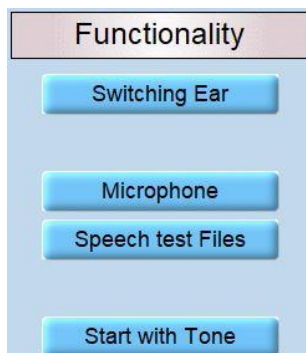 Functionality
Switching Ear
Microphone
Speech test Files
Start with Tone